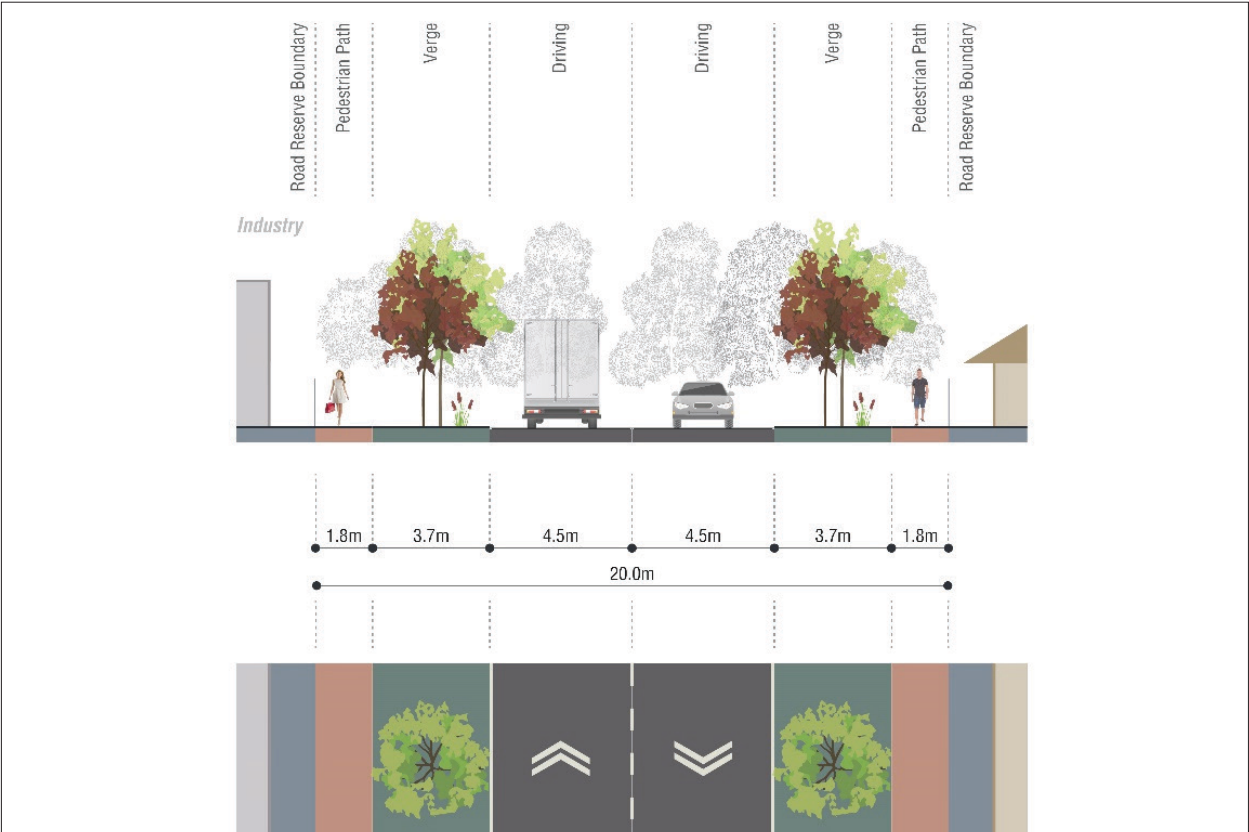 Road Reserve Boundary
Pedestrian Path
Verge
Driving
Driving
Verge
Pedestrian Path
Road Reserve Boundary
Industry
1.8m
3.7m
4.5m
4.5m
3.7m
1.8m
20.0m